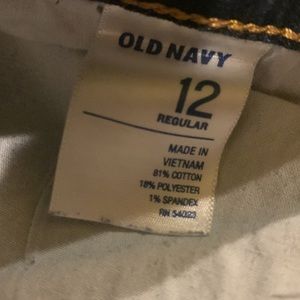 OLD NAVY
12
REGULAR
MADE IN
VIETNAM
81% COTTON
18% POLYESTER
1% SPANDEX
RN 54023